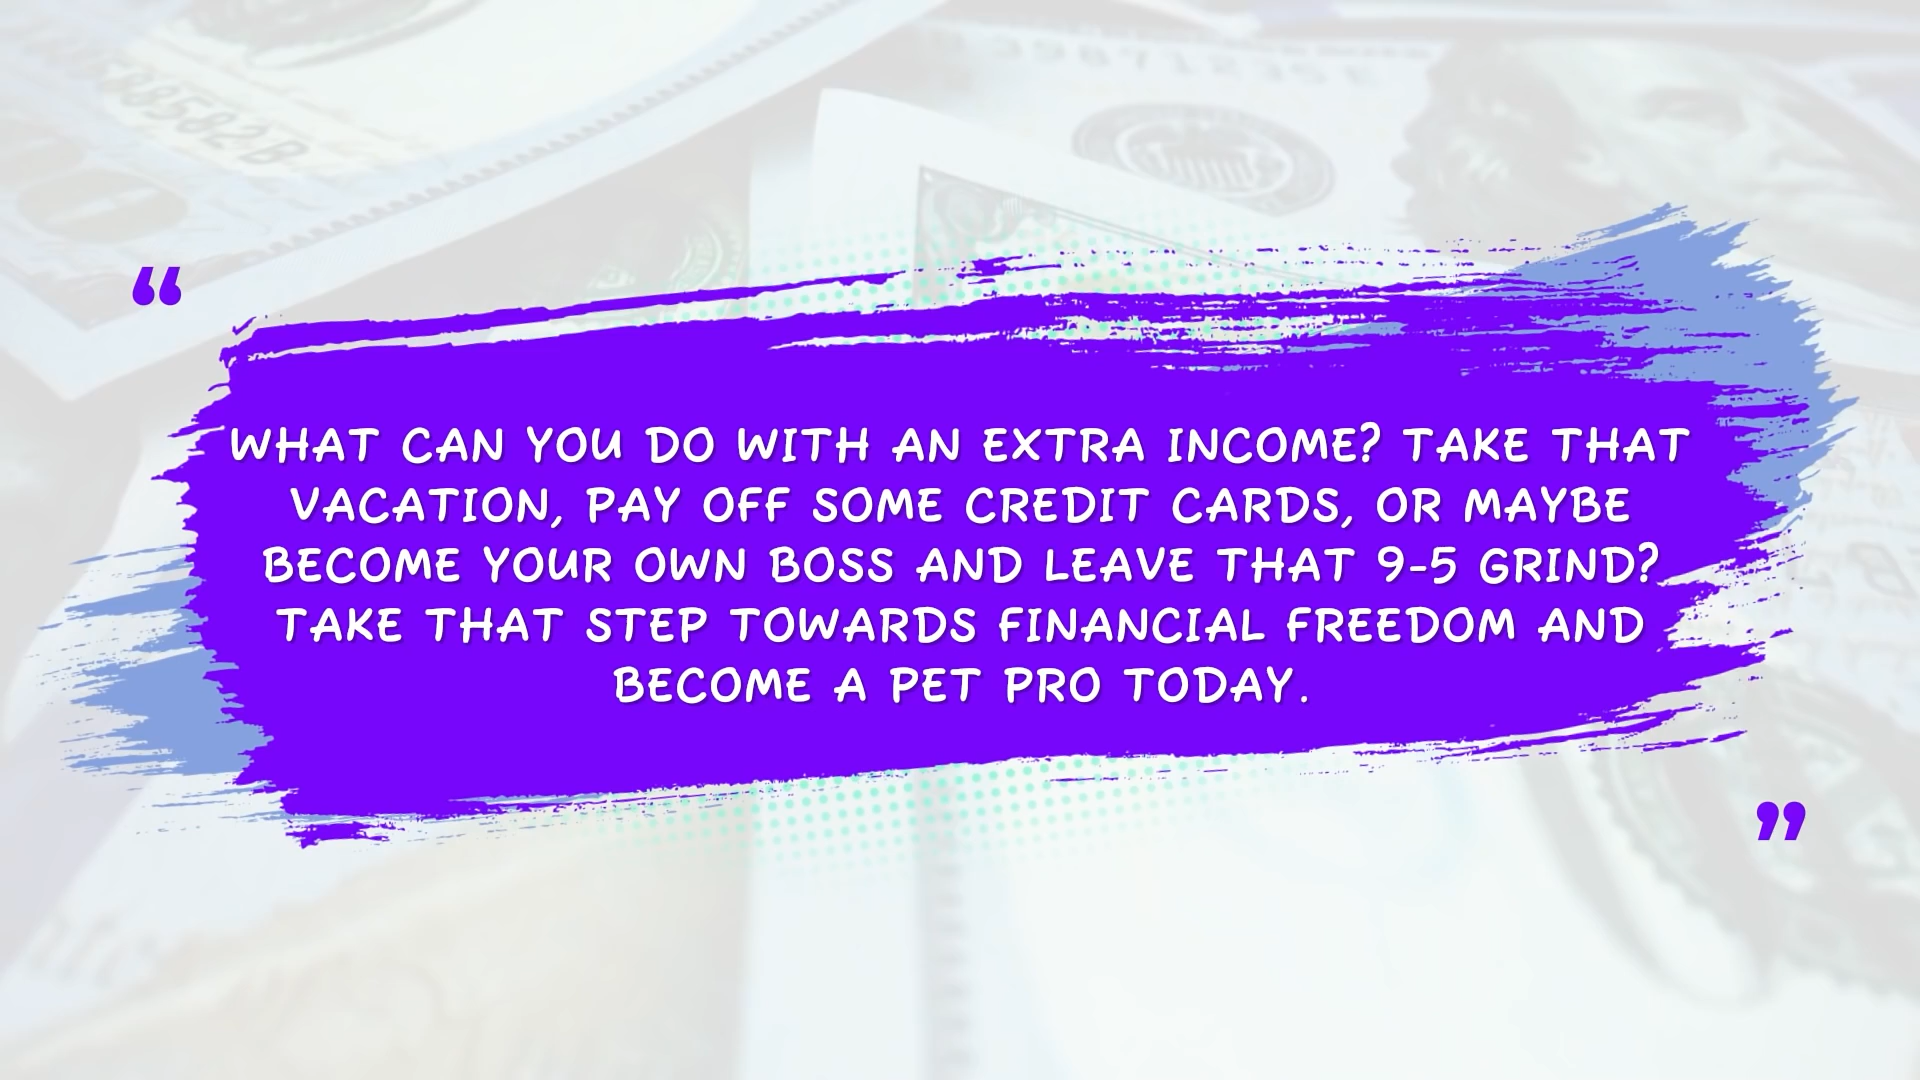 58858582B
39871232
“
WHAT CAN YOU DO WITH AN EXTRA INCOME? TAKE THAT
VACATION, PAY OFF SOME CREDIT CARDS, OR MAYBE
BECOME YOUR OWN BOSS AND LEAVE THAT 9-5 GRIND?
TAKE THAT STEP TOWARDS FINANCIAL FREEDOM AND
BECOME A PET PRO TODAY.
”